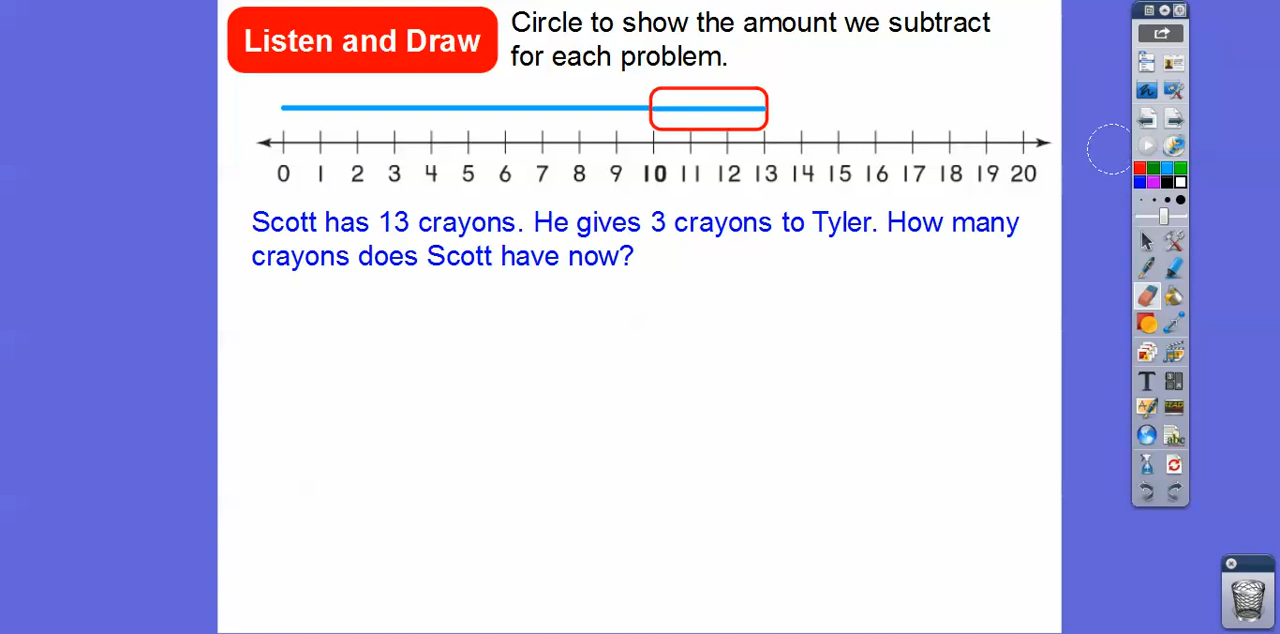 Listen and Draw
Circle to show the amount we subtract
for each problem.
0 1 2 3 4 5 6 7 8 9 10 11 12 13 14 15 16 17 18 19 20
Scott has 13 crayons. He gives 3 crayons to Tyler. How many
crayons does Scott have now?
T
abc